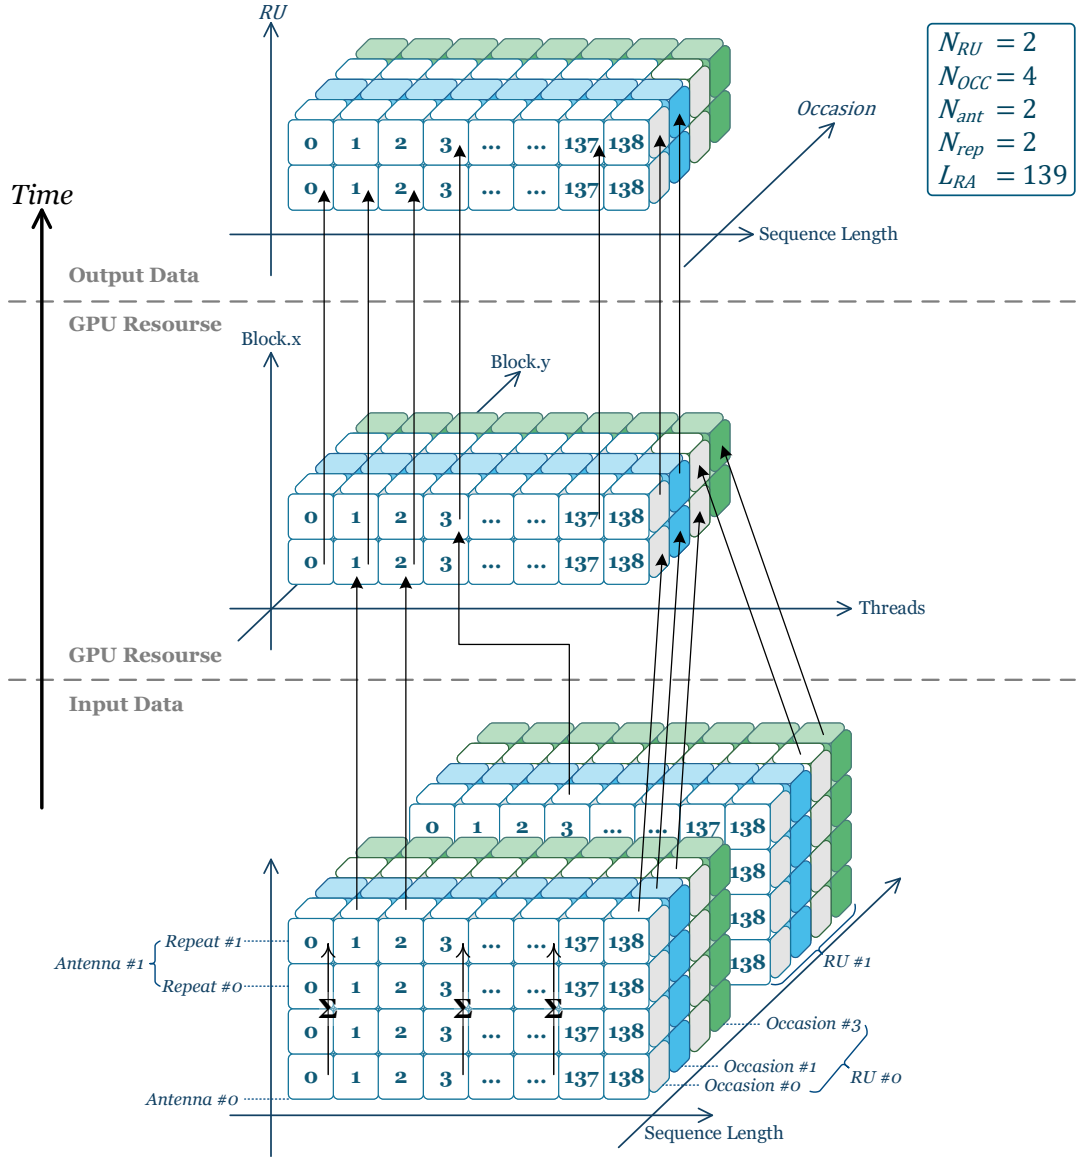 RU
N_RU = 2
N_OCC = 4
N_ant = 2
N_rep = 2
L_RA = 139
Occasion
0 1 2 3 ... ... 137 138
0 1 2 3 ... ... 137 138
Time
Sequence Length
Output Data
GPU Resourse
Block.x
Block.y
0 1 2 3 ... ... 137 138
0 1 2 3 ... ... 137 138
Threads
GPU Resourse
Input Data
0 1 2 3 ... ... 137 138
138
138
138
Repeat #1
Antenna #1
Repeat #0
0 1 2 3 ... ... 137 138
0 1 2 3 ... ... 137 138
Σ Σ Σ
0 1 2 3 ... ... 137 138
0 1 2 3 ... ... 137 138
RU #1
Occasion #3
Occasion #1
RU #0
Occasion #0
Antenna #0
Sequence Length